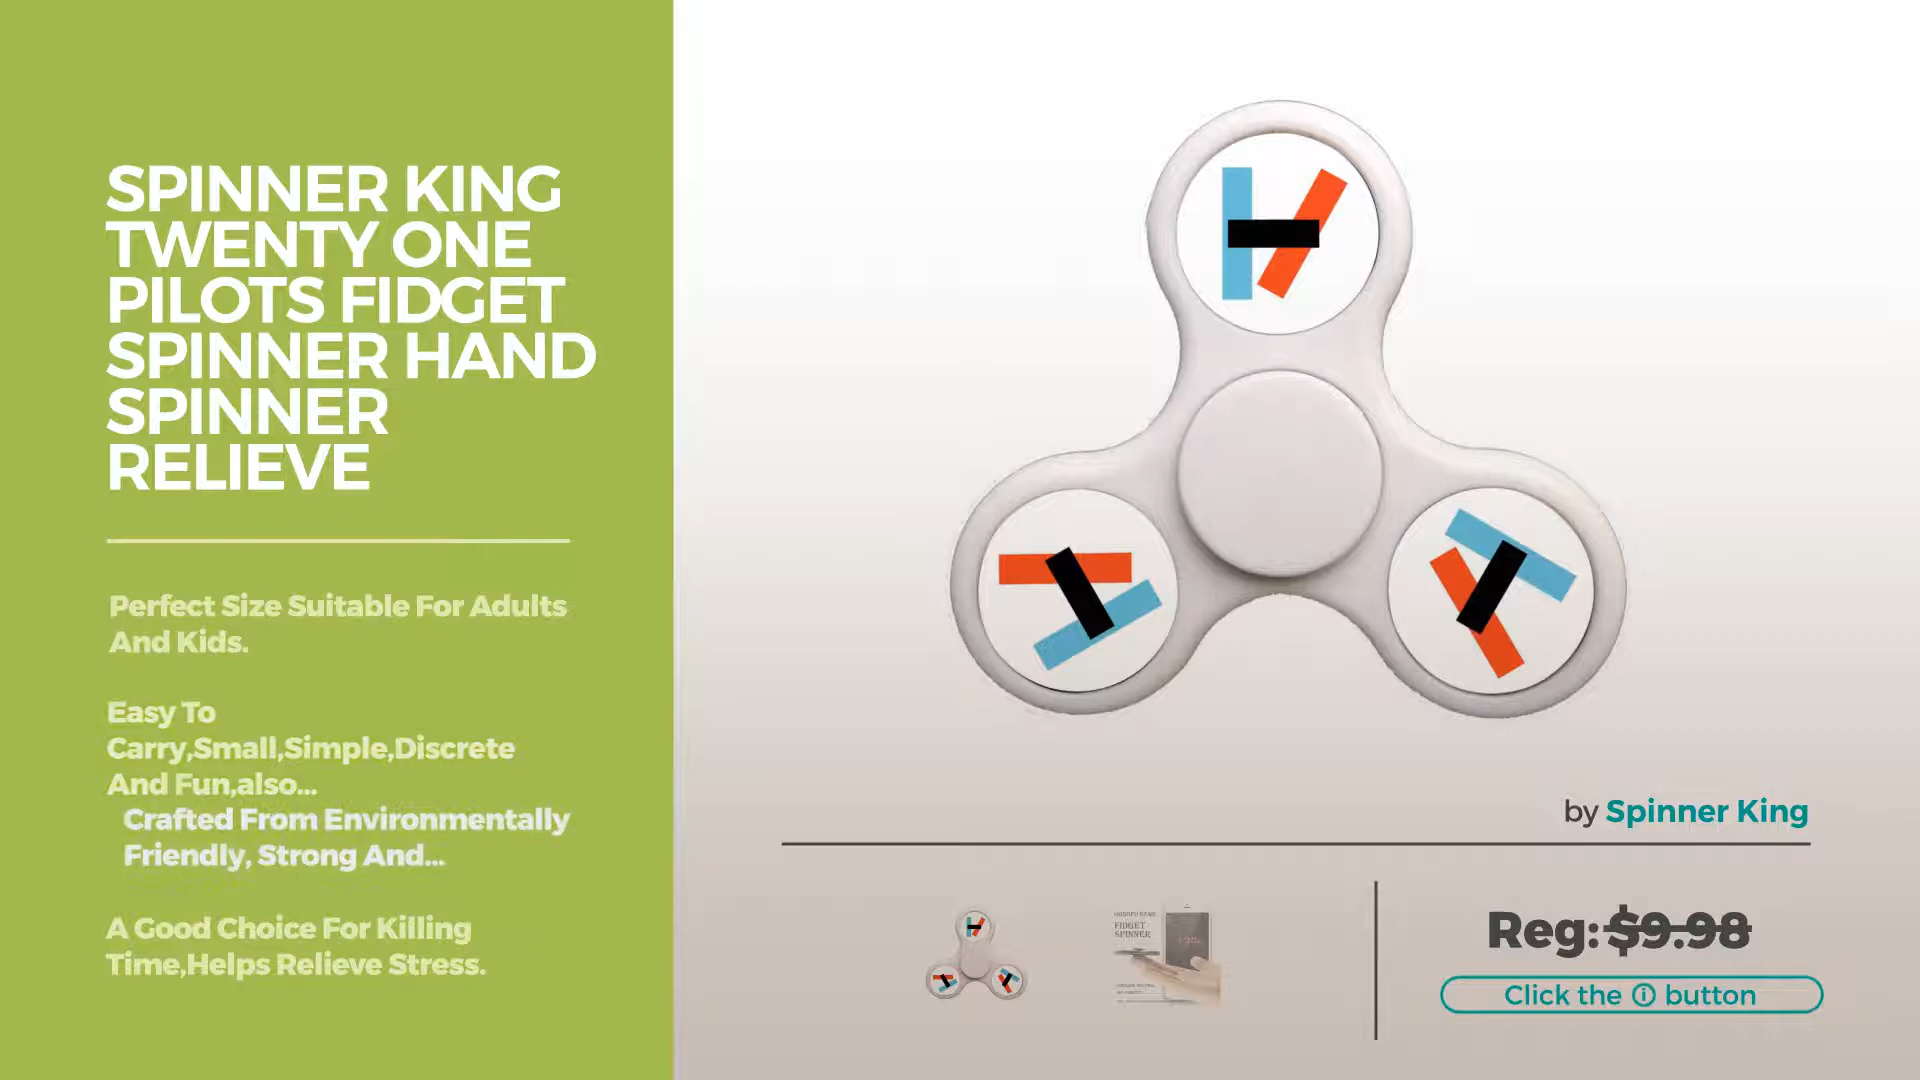 SPINNER KING
TWENTY ONE
PILOTS FIDGET
SPINNER HAND
SPINNER
RELIEVE
Perfect Size Suitable For Adults
And Kids.
Easy To
Carry,Small,Simple,Discrete
And Fun,also...
Crafted From Environmentally
Friendly, Strong And...
A Good Choice For Killing
Time,Helps Relieve Stress.
by Spinner King
FIDGET
SPINNER
Reg: $9.98
Click the ⓘ button